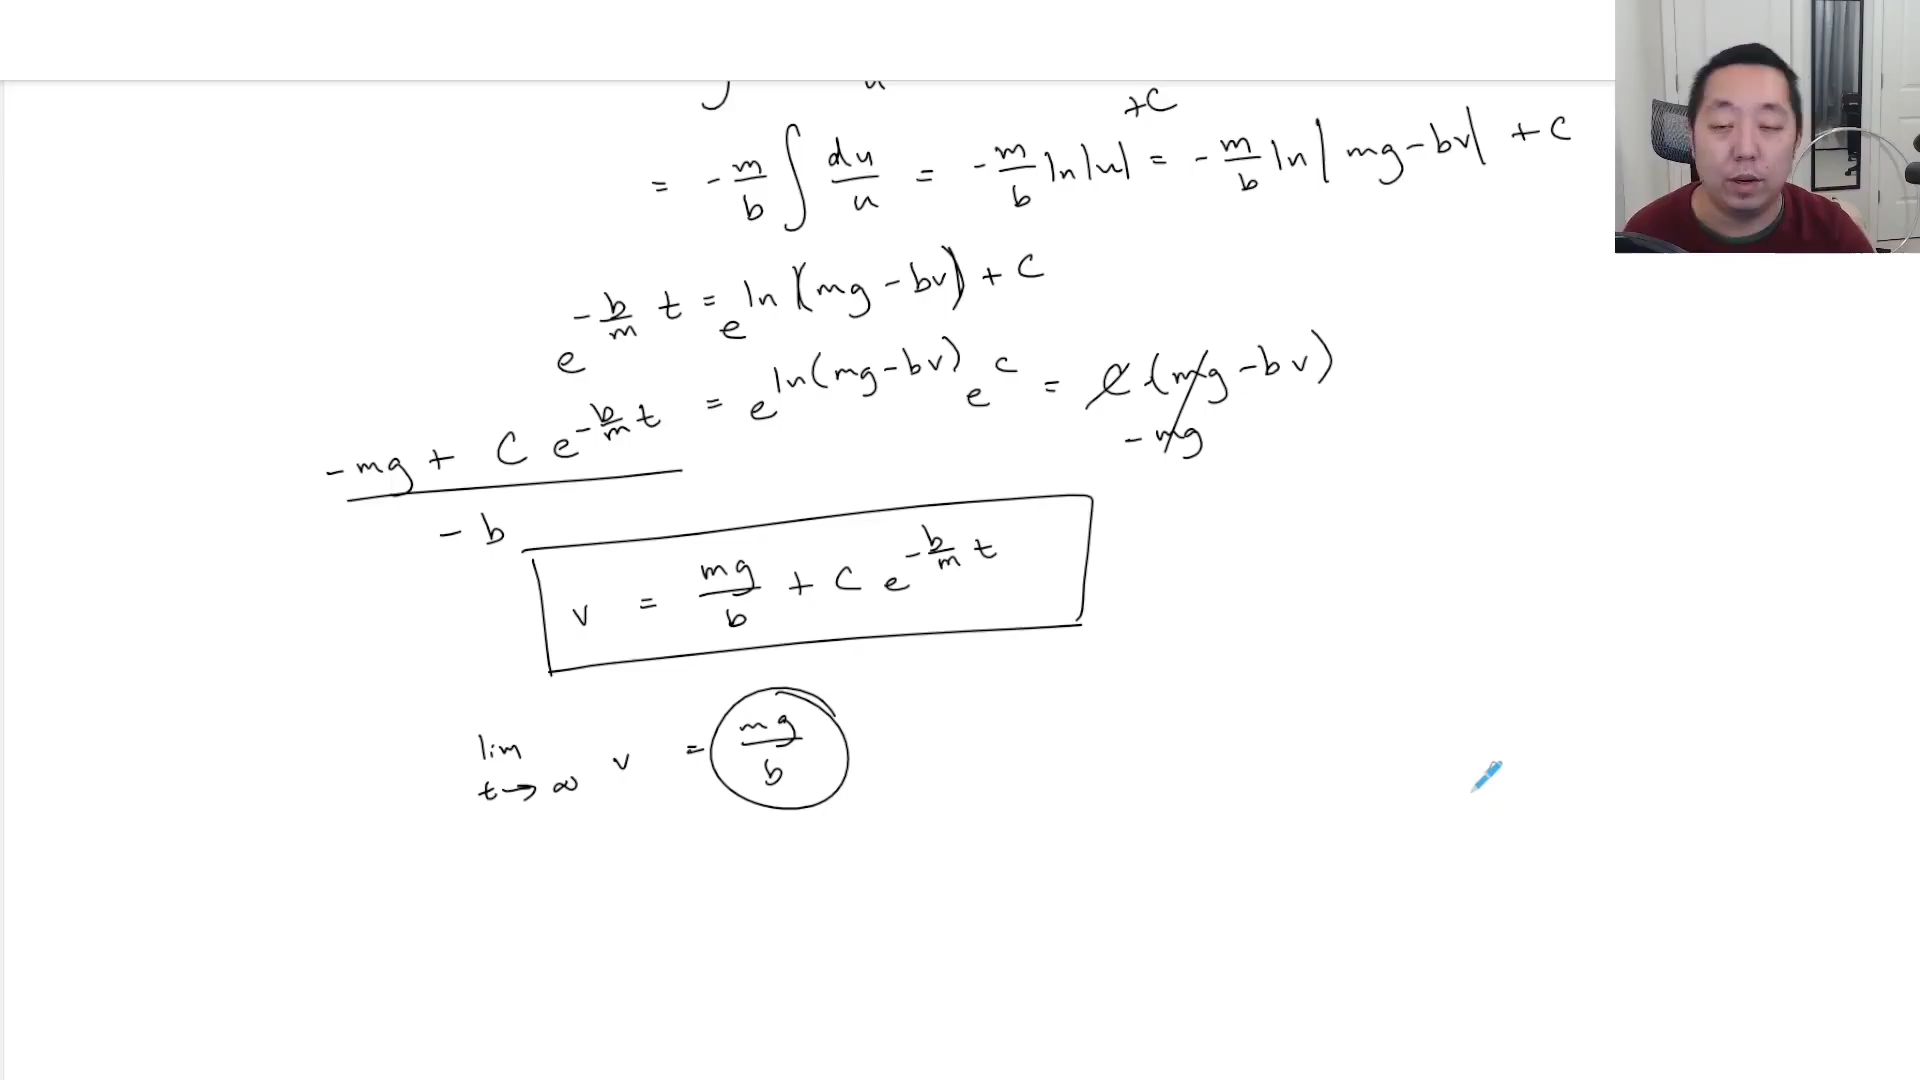 +C
= -m/b ∫ du/u = -m/b ln|u| = -m/b ln|mg-bv| +C
e^(-b/m t) = e^(ln(mg-bv)+C)
-mg + C e^(-b/m t) = e^(ln(mg-bv)) e^C = C(mg-bv)
-mg
-b
v = mg/b + C e^(-b/m t)
lim t→∞ v = mg/b